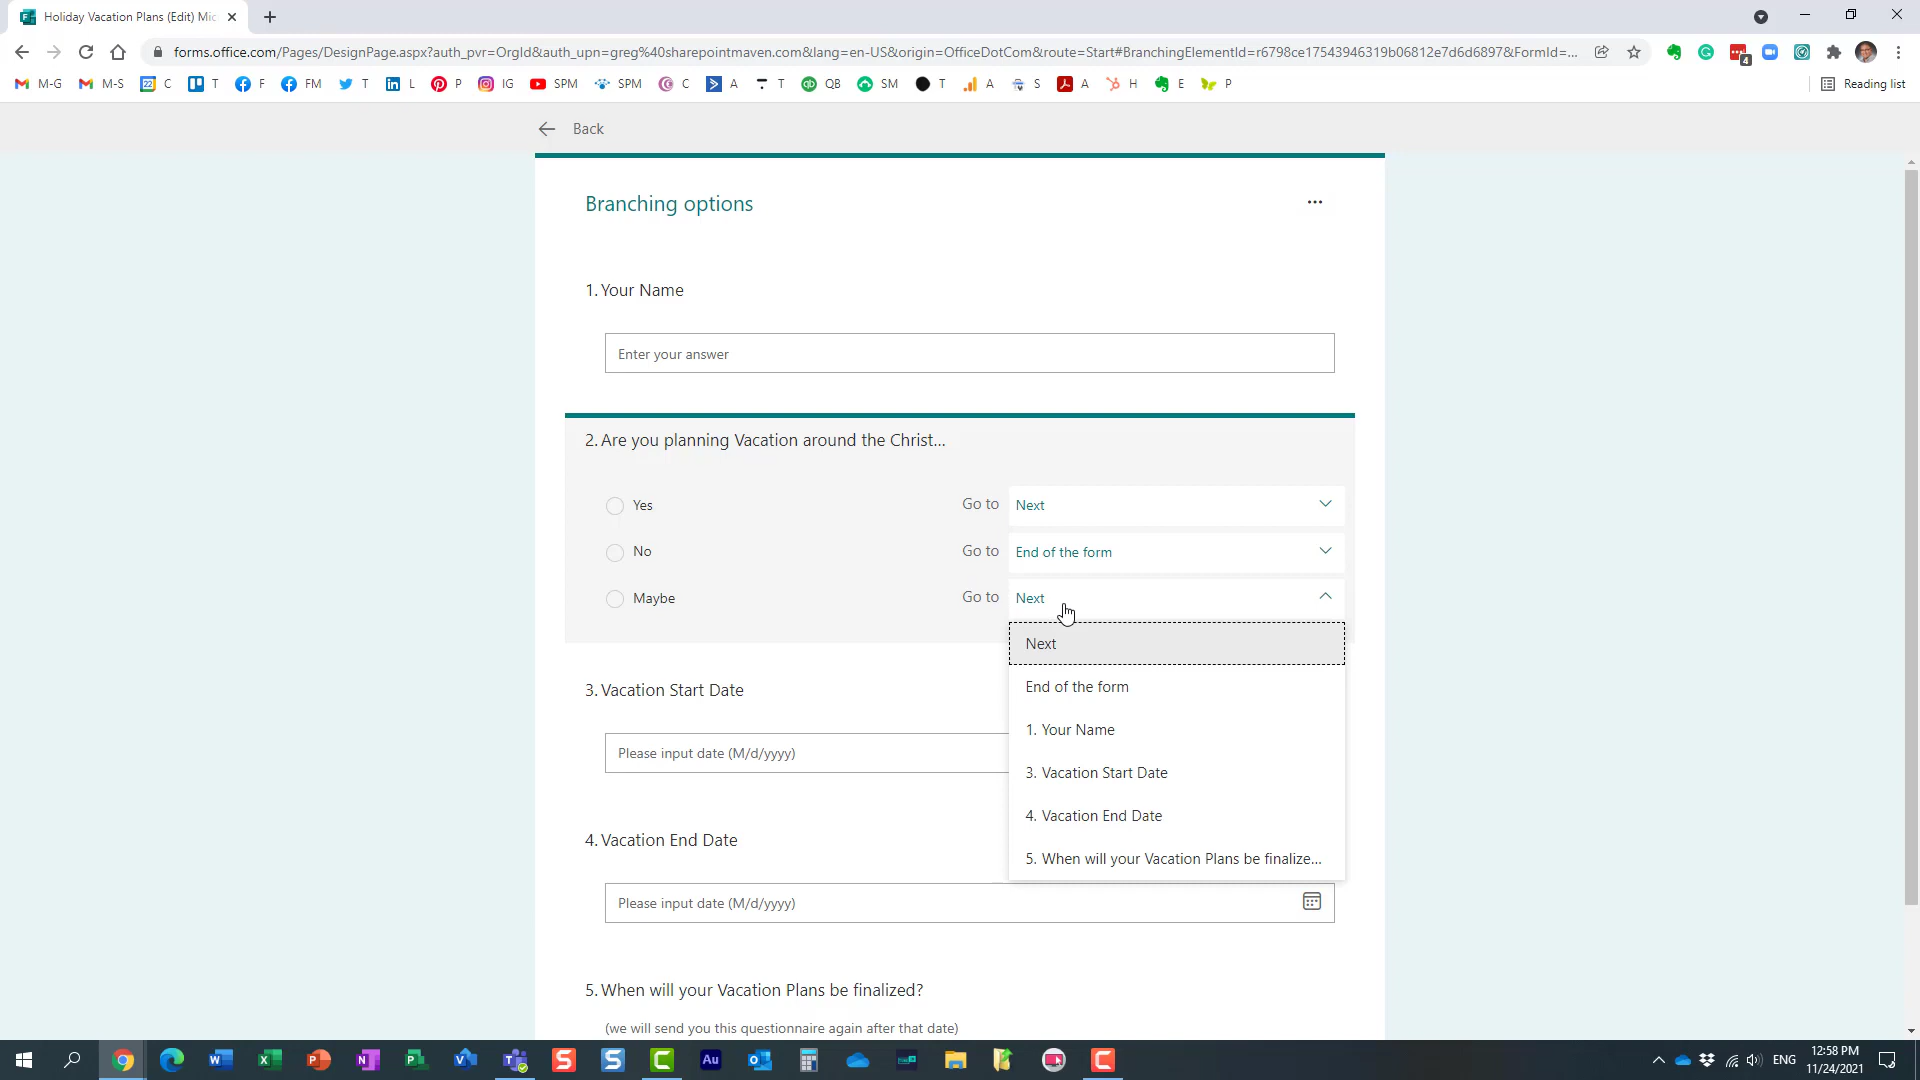 Holiday Vacation Plans (Edit) Mic
forms.office.com/Pages/DesignPage.aspx?auth_pvr=OrgId&auth_upn=greg%40sharepointmaven.com&lang=en-US&origin=OfficeDotCom&route=Start#BranchingElementId=r6798ce17543946319b06812e7d6d6897&FormId=...
4
M-G M-S 22 C T F FM T L P IG SPM SPM C A T QB SM T A S A H E P Reading list
Back
Branching options
1. Your Name
Enter your answer
2. Are you planning Vacation around the Christ...
Yes Go to Next
No Go to End of the form
Maybe Go to Next
Next
End of the form
1. Your Name
3. Vacation Start Date
4. Vacation End Date
5. When will your Vacation Plans be finalize...
3. Vacation Start Date
Please input date (M/d/yyyy)
4. Vacation End Date
Please input date (M/d/yyyy)
5. When will your Vacation Plans be finalized?
(we will send you this questionnaire again after that date)
ENG
12:58 PM
11/24/2021